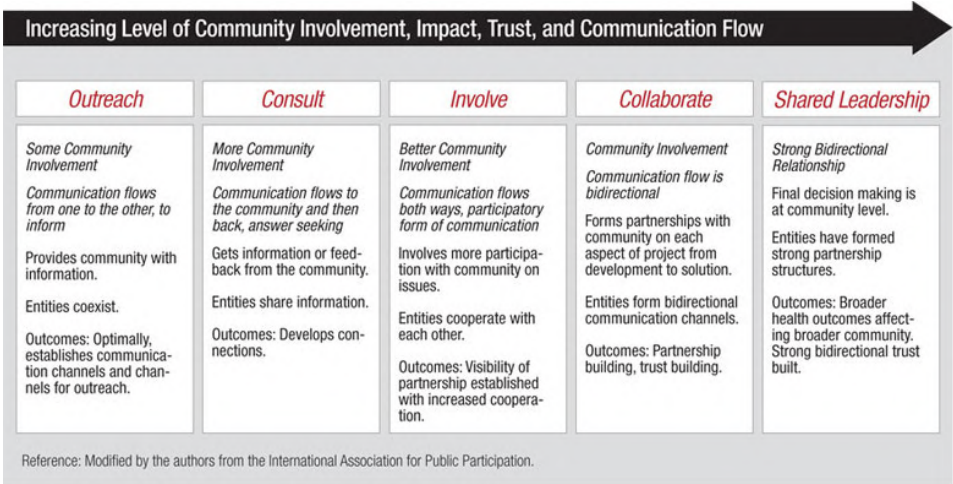 Increasing Level of Community Involvement, Impact, Trust, and Communication Flow
Outreach
Some Community
Involvement
Communication flows
from one to the other, to
inform
Provides community with
information.
Entities coexist.
Outcomes: Optimally,
establishes communica-
tion channels and chan-
nels for outreach.
Consult
More Community
Involvement
Communication flows to
the community and then
back, answer seeking
Gets information or feed-
back from the community.
Entities share information.
Outcomes: Develops con-
nections.
Involve
Better Community
Involvement
Communication flows
both ways, participatory
form of communication
Involves more participa-
tion with community on
issues.
Entities cooperate with
each other.
Outcomes: Visibility of
partnership established
with increased coopera-
tion.
Collaborate
Community Involvement
Communication flow is
bidirectional
Forms partnerships with
community on each
aspect of project from
development to solution.
Entities form bidirectional
communication channels.
Outcomes: Partnership
building, trust building.
Shared Leadership
Strong Bidirectional
Relationship
Final decision making is
at community level.
Entities have formed
strong partnership
structures.
Outcomes: Broader
health outcomes affect-
ing broader community.
Strong bidirectional trust
built.
Reference: Modified by the authors from the International Association for Public Participation.